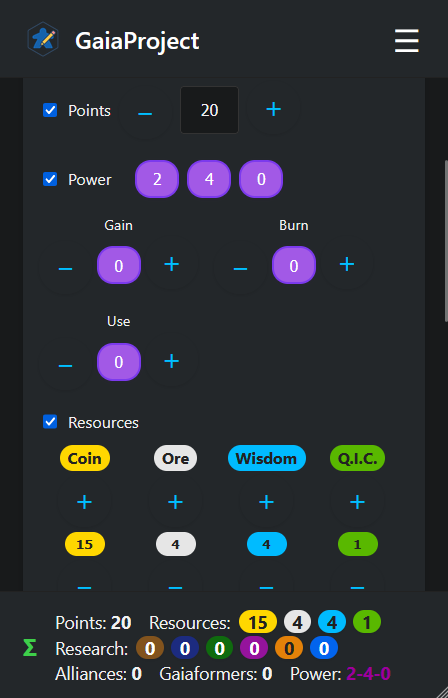 GaiaProject ☰
Points − 20 +
Power 2 4 0
Gain Burn
− 0 + − 0 +
Use
− 0 +
Resources
Coin Ore Wisdom Q.I.C.
+ + + +
15 4 4 1
− − − −
Σ
Points: 20 Resources: 15 4 4 1
Research: 0 0 0 0 0 0
Alliances: 0 Gaiaformers: 0 Power: 2-4-0